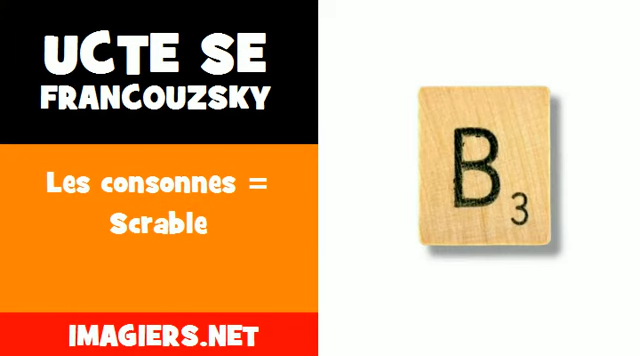 UCTE SE
FRANCOUZSKY
Les consonnes =
Scrable
IMAGIERS.NET
B
3